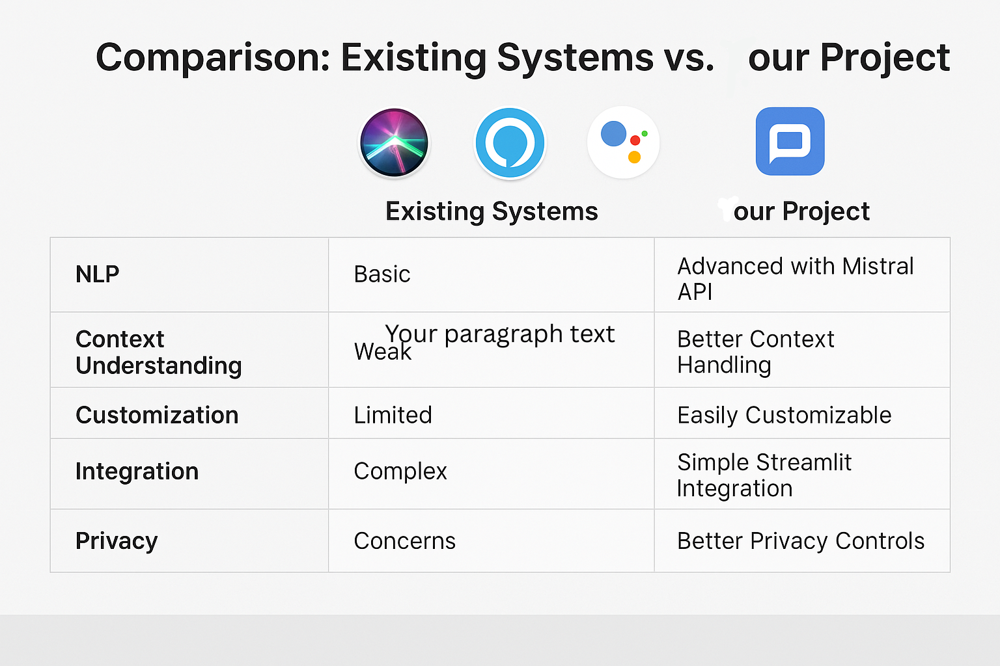 Comparison: Existing Systems vs. our Project
Existing Systems
our Project
NLP
Basic
Advanced with Mistral
API
Context
Understanding
Your paragraph text
Weak
Better Context
Handling
Customization
Limited
Easily Customizable
Integration
Complex
Simple Streamlit
Integration
Privacy
Concerns
Better Privacy Controls